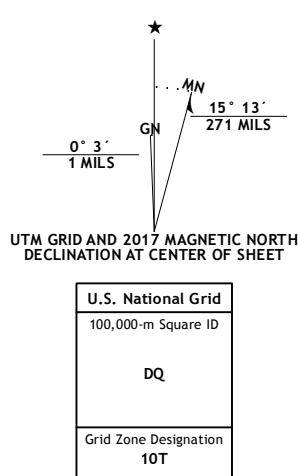 MN
15° 13´
271 MILS
GN
0° 3´
1 MILS
UTM GRID AND 2017 MAGNETIC NORTH
DECLINATION AT CENTER OF SHEET
U.S. National Grid
100,000-m Square ID
DQ
Grid Zone Designation
10T